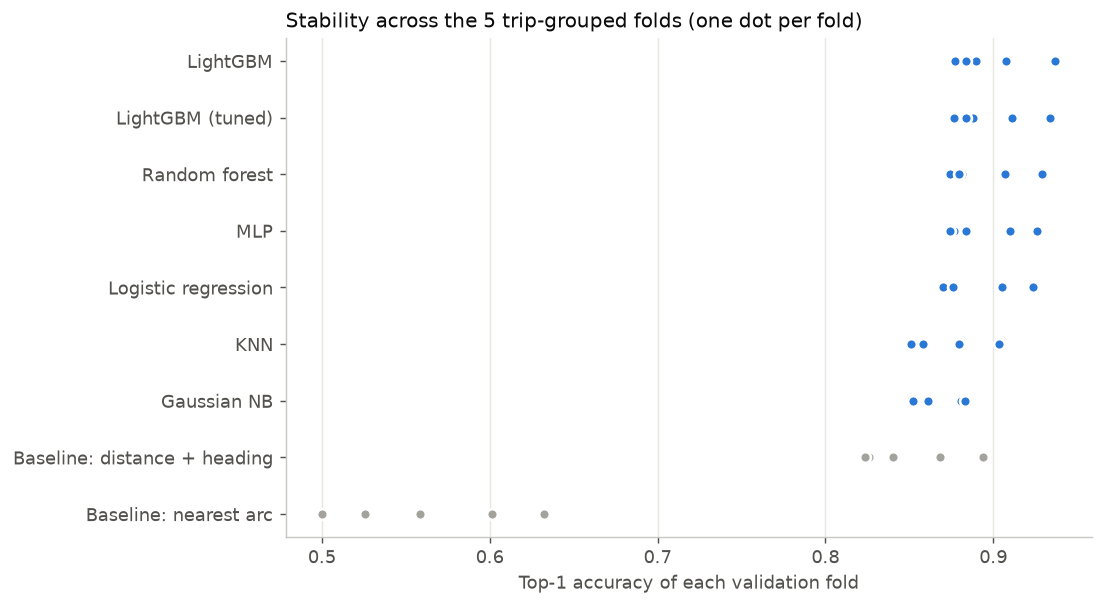 Stability across the 5 trip-grouped folds (one dot per fold)
LightGBM
LightGBM (tuned)
Random forest
MLP
Logistic regression
KNN
Gaussian NB
Baseline: distance + heading
Baseline: nearest arc
0.5 0.6 0.7 0.8 0.9
Top-1 accuracy of each validation fold